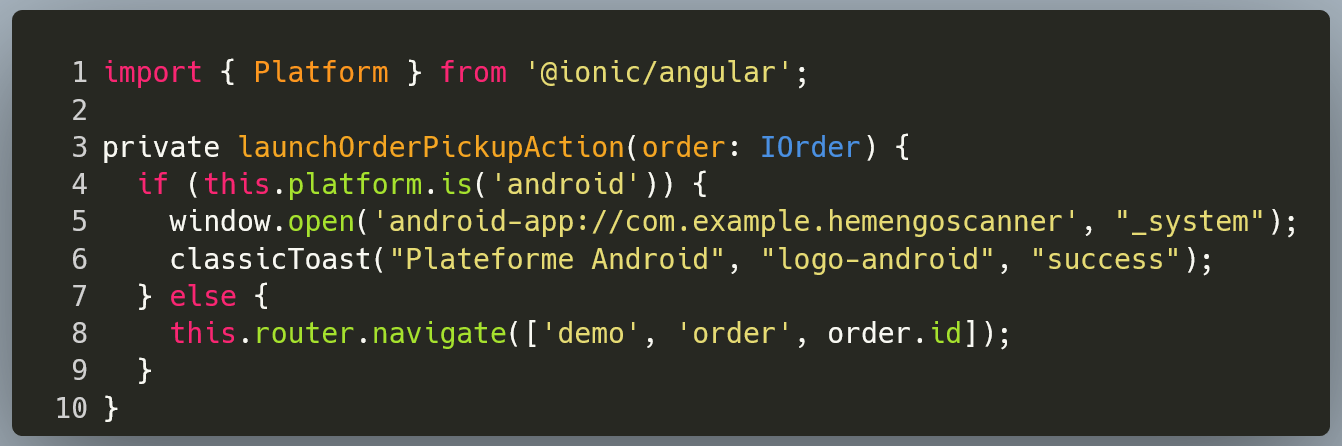 1 import { Platform } from '@ionic/angular';
2
3 private launchOrderPickupAction(order: IOrder) {
4   if (this.platform.is('android')) {
5     window.open('android-app://com.example.hemengoscanner', "_system");
6     classicToast("Plateforme Android", "logo-android", "success");
7   } else {
8     this.router.navigate(['demo', 'order', order.id]);
9   }
10 }